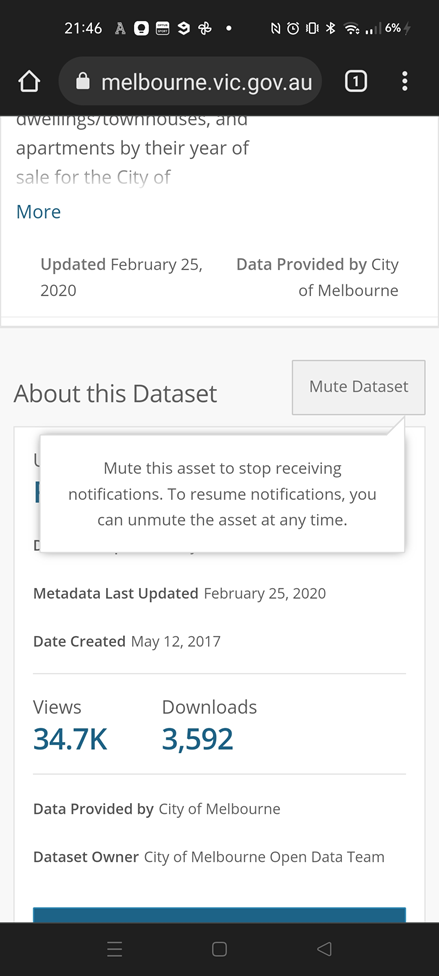 21:46
6%
melbourne.vic.gov.au
1
dwellings/townhouses, and
apartments by their year of
sale for the City of
More
Updated February 25,
2020
Data Provided by City
of Melbourne
About this Dataset
Mute Dataset
Mute this asset to stop receiving
notifications. To resume notifications, you
can unmute the asset at any time.
Metadata Last Updated February 25, 2020
Date Created May 12, 2017
Views
Downloads
34.7K
3,592
Data Provided by City of Melbourne
Dataset Owner City of Melbourne Open Data Team